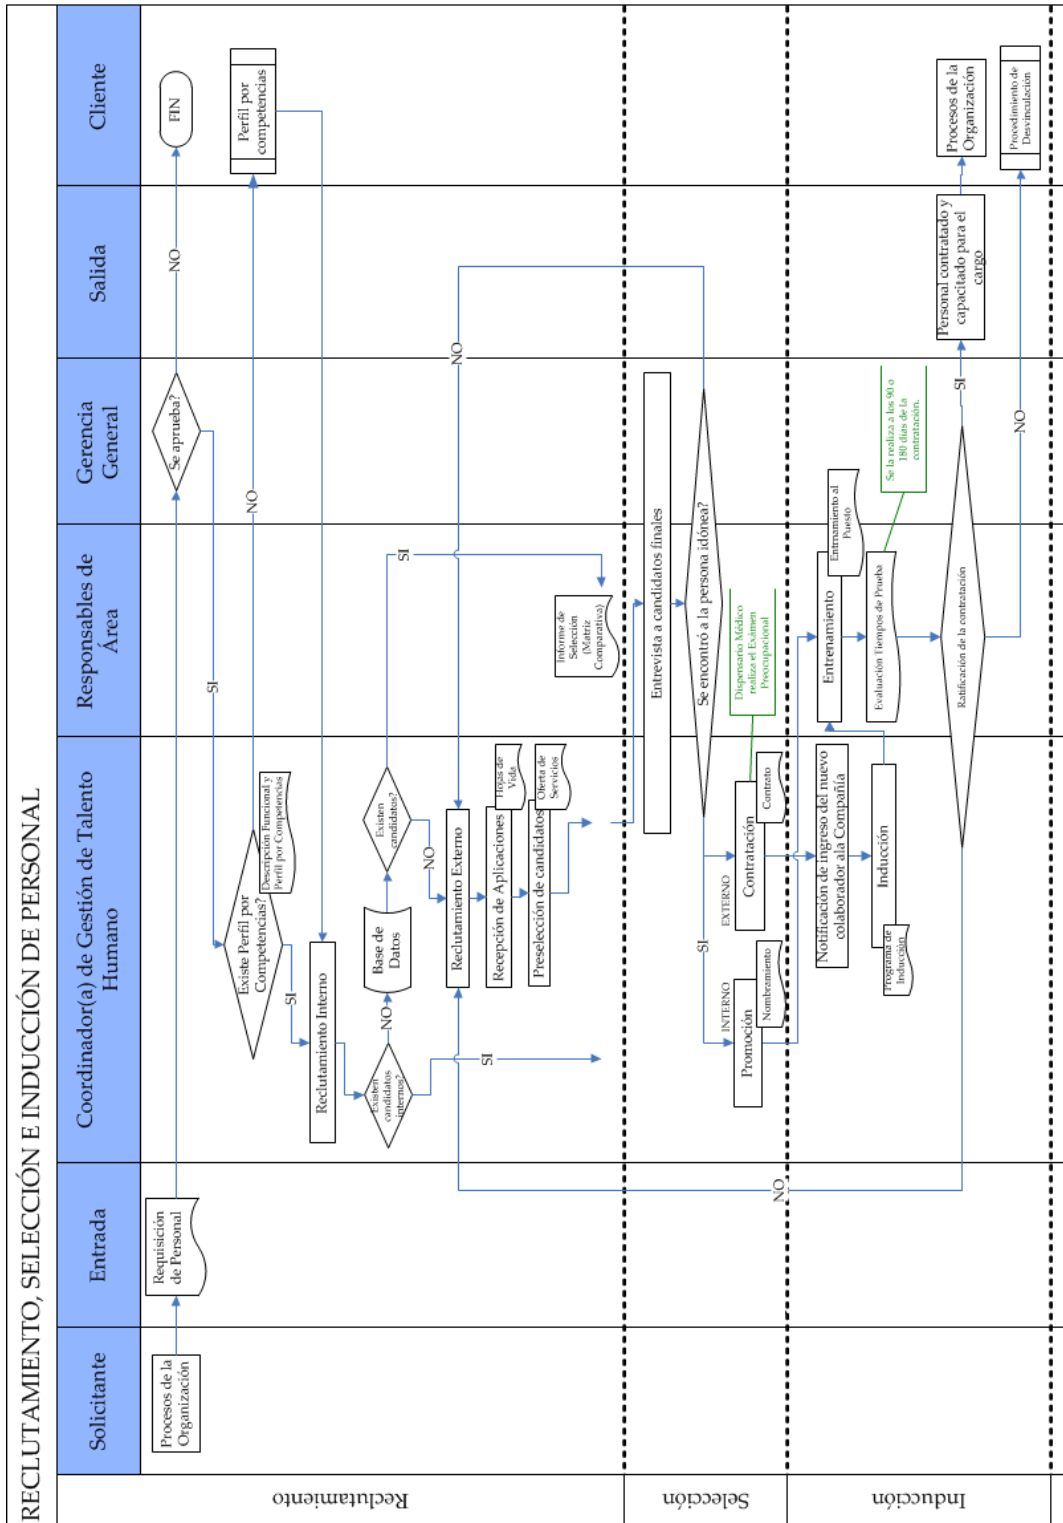 RECLUTAMIENTO, SELECCIÓN E INDUCCIÓN DE PERSONAL
Solicitante
Entrada
Coordinador(a) de Gestión de Talento
Humano
Responsables de
Área
Gerencia
General
Salida
Cliente
Reclutamiento
Procesos de la
Organización
Requisición
de Personal
Se aprueba?
NO
FIN
SI
Existe Perfil por
Competencias?
Descripción Funcional y
Perfil por Competencias
NO
Perfil por
competencias
SI
Reclutamiento Interno
Existen
candidatos
internos?
NO
Base de
Datos
Existen
candidatos?
SI
NO
SI
Reclutamiento Externo
NO
Recepción de Aplicaciones
Hojas de
Vida
Preselección de candidatos
Oferta de
Servicios
Informe de
Selección
(Matriz
Comparativa)
Selección
Entrevista a candidatos finales
Se encontró a la persona idónea?
SI
INTERNO
EXTERNO
Promoción
Nombramiento
Contratación
Contrato
Dispensario Médico
realiza el Exámen
Preocupacional
NO
Inducción
Notificación de ingreso del nuevo
colaborador ala Compañía
Entrenamiento
Entrnamiento al
Puesto
Programa de
Inducción
Inducción
Evaluación Tiempos de Prueba
Se la realiza a los 90 o
180 días de la
contratación.
Ratificación de la contratación
SI
Personal contratado y
capacitado para el
cargo
Procesos de la
Organización
NO
Procedimiento de
Desvinculación